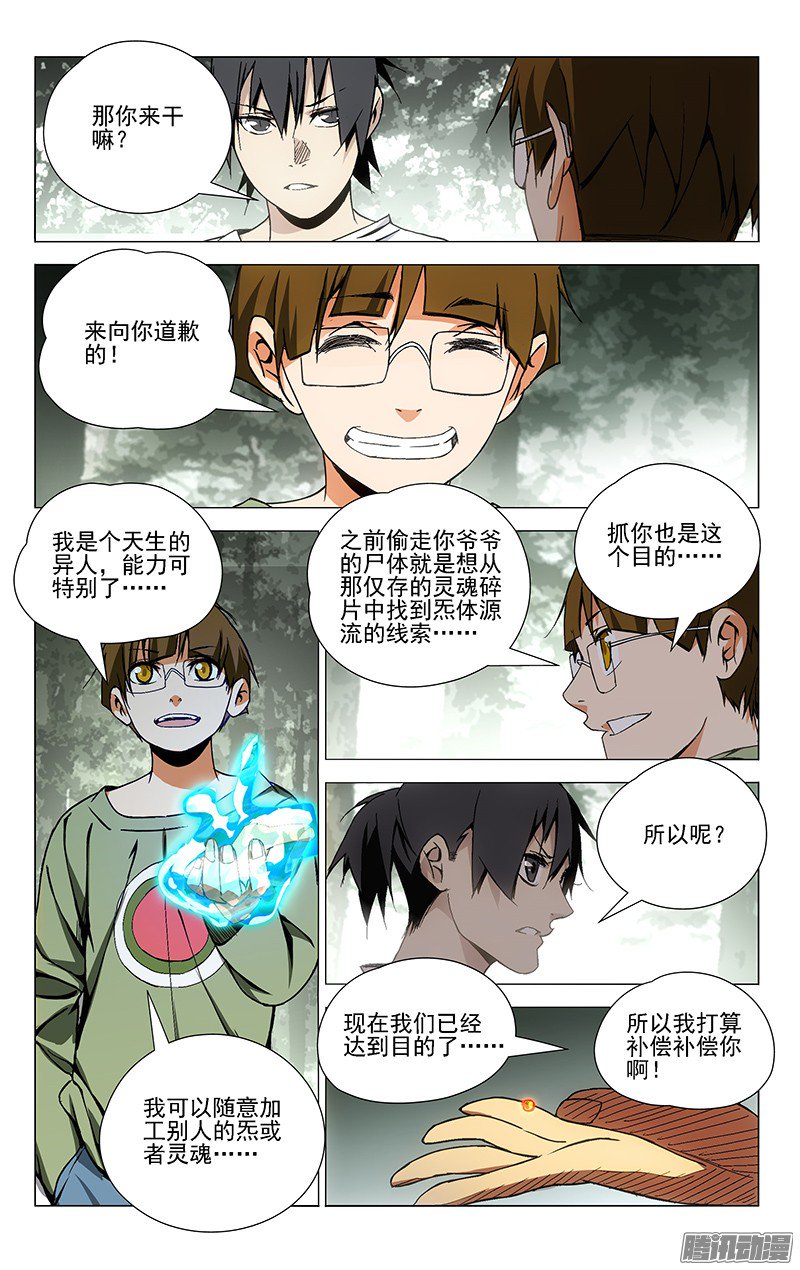 那你来干
嘛？
来向你道歉
的！
我是个天生的
异人，能力可
特别了……
我可以随意加
工别人的炁或
者灵魂……
之前偷走你爷爷
的尸体就是想从
那仅存的灵魂碎
片中找到炁体源
流的线索……
抓你也是这
个目的……
所以呢？
现在我们已经
达到目的了……
所以我打算
补偿补偿你
啊！
腾讯动漫